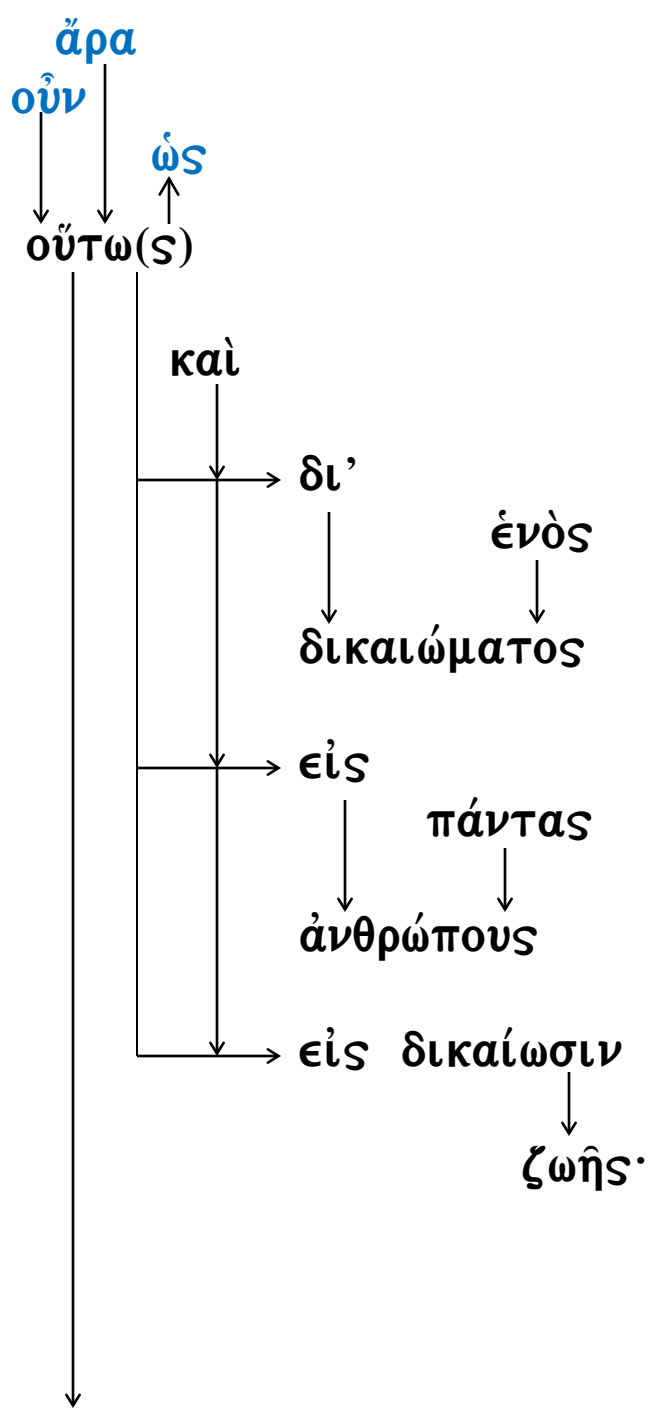 ἄρα
οὖν
ὡς
οὕτω(ς)
καὶ
δι’
ἑνὸς
δικαιώματος
εἰς
πάντας
ἀνθρώπους
εἰς δικαίωσιν
ζωῆς·